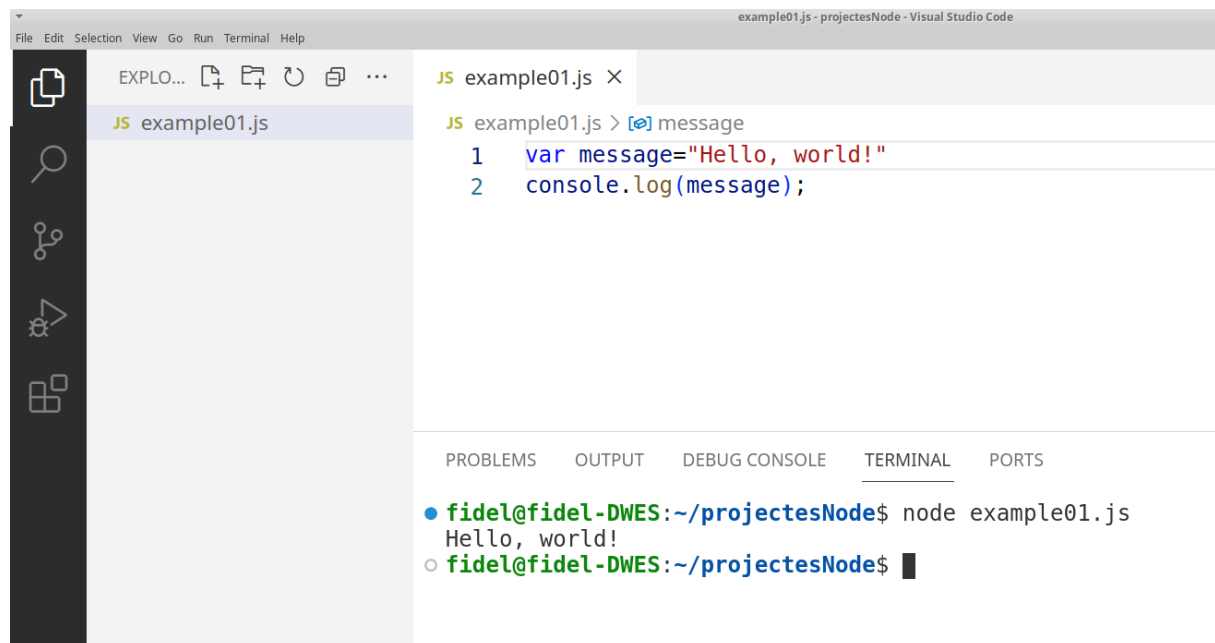 example01.js - projectesNode - Visual Studio Code
File Edit Selection View Go Run Terminal Help
EXPLO... ···
JS example01.js
JS example01.js ×
JS example01.js > message
1 var message="Hello, world!"
2 console.log(message);
PROBLEMS OUTPUT DEBUG CONSOLE TERMINAL PORTS
fidel@fidel-DWES:~/projectesNode$ node example01.js
Hello, world!
fidel@fidel-DWES:~/projectesNode$